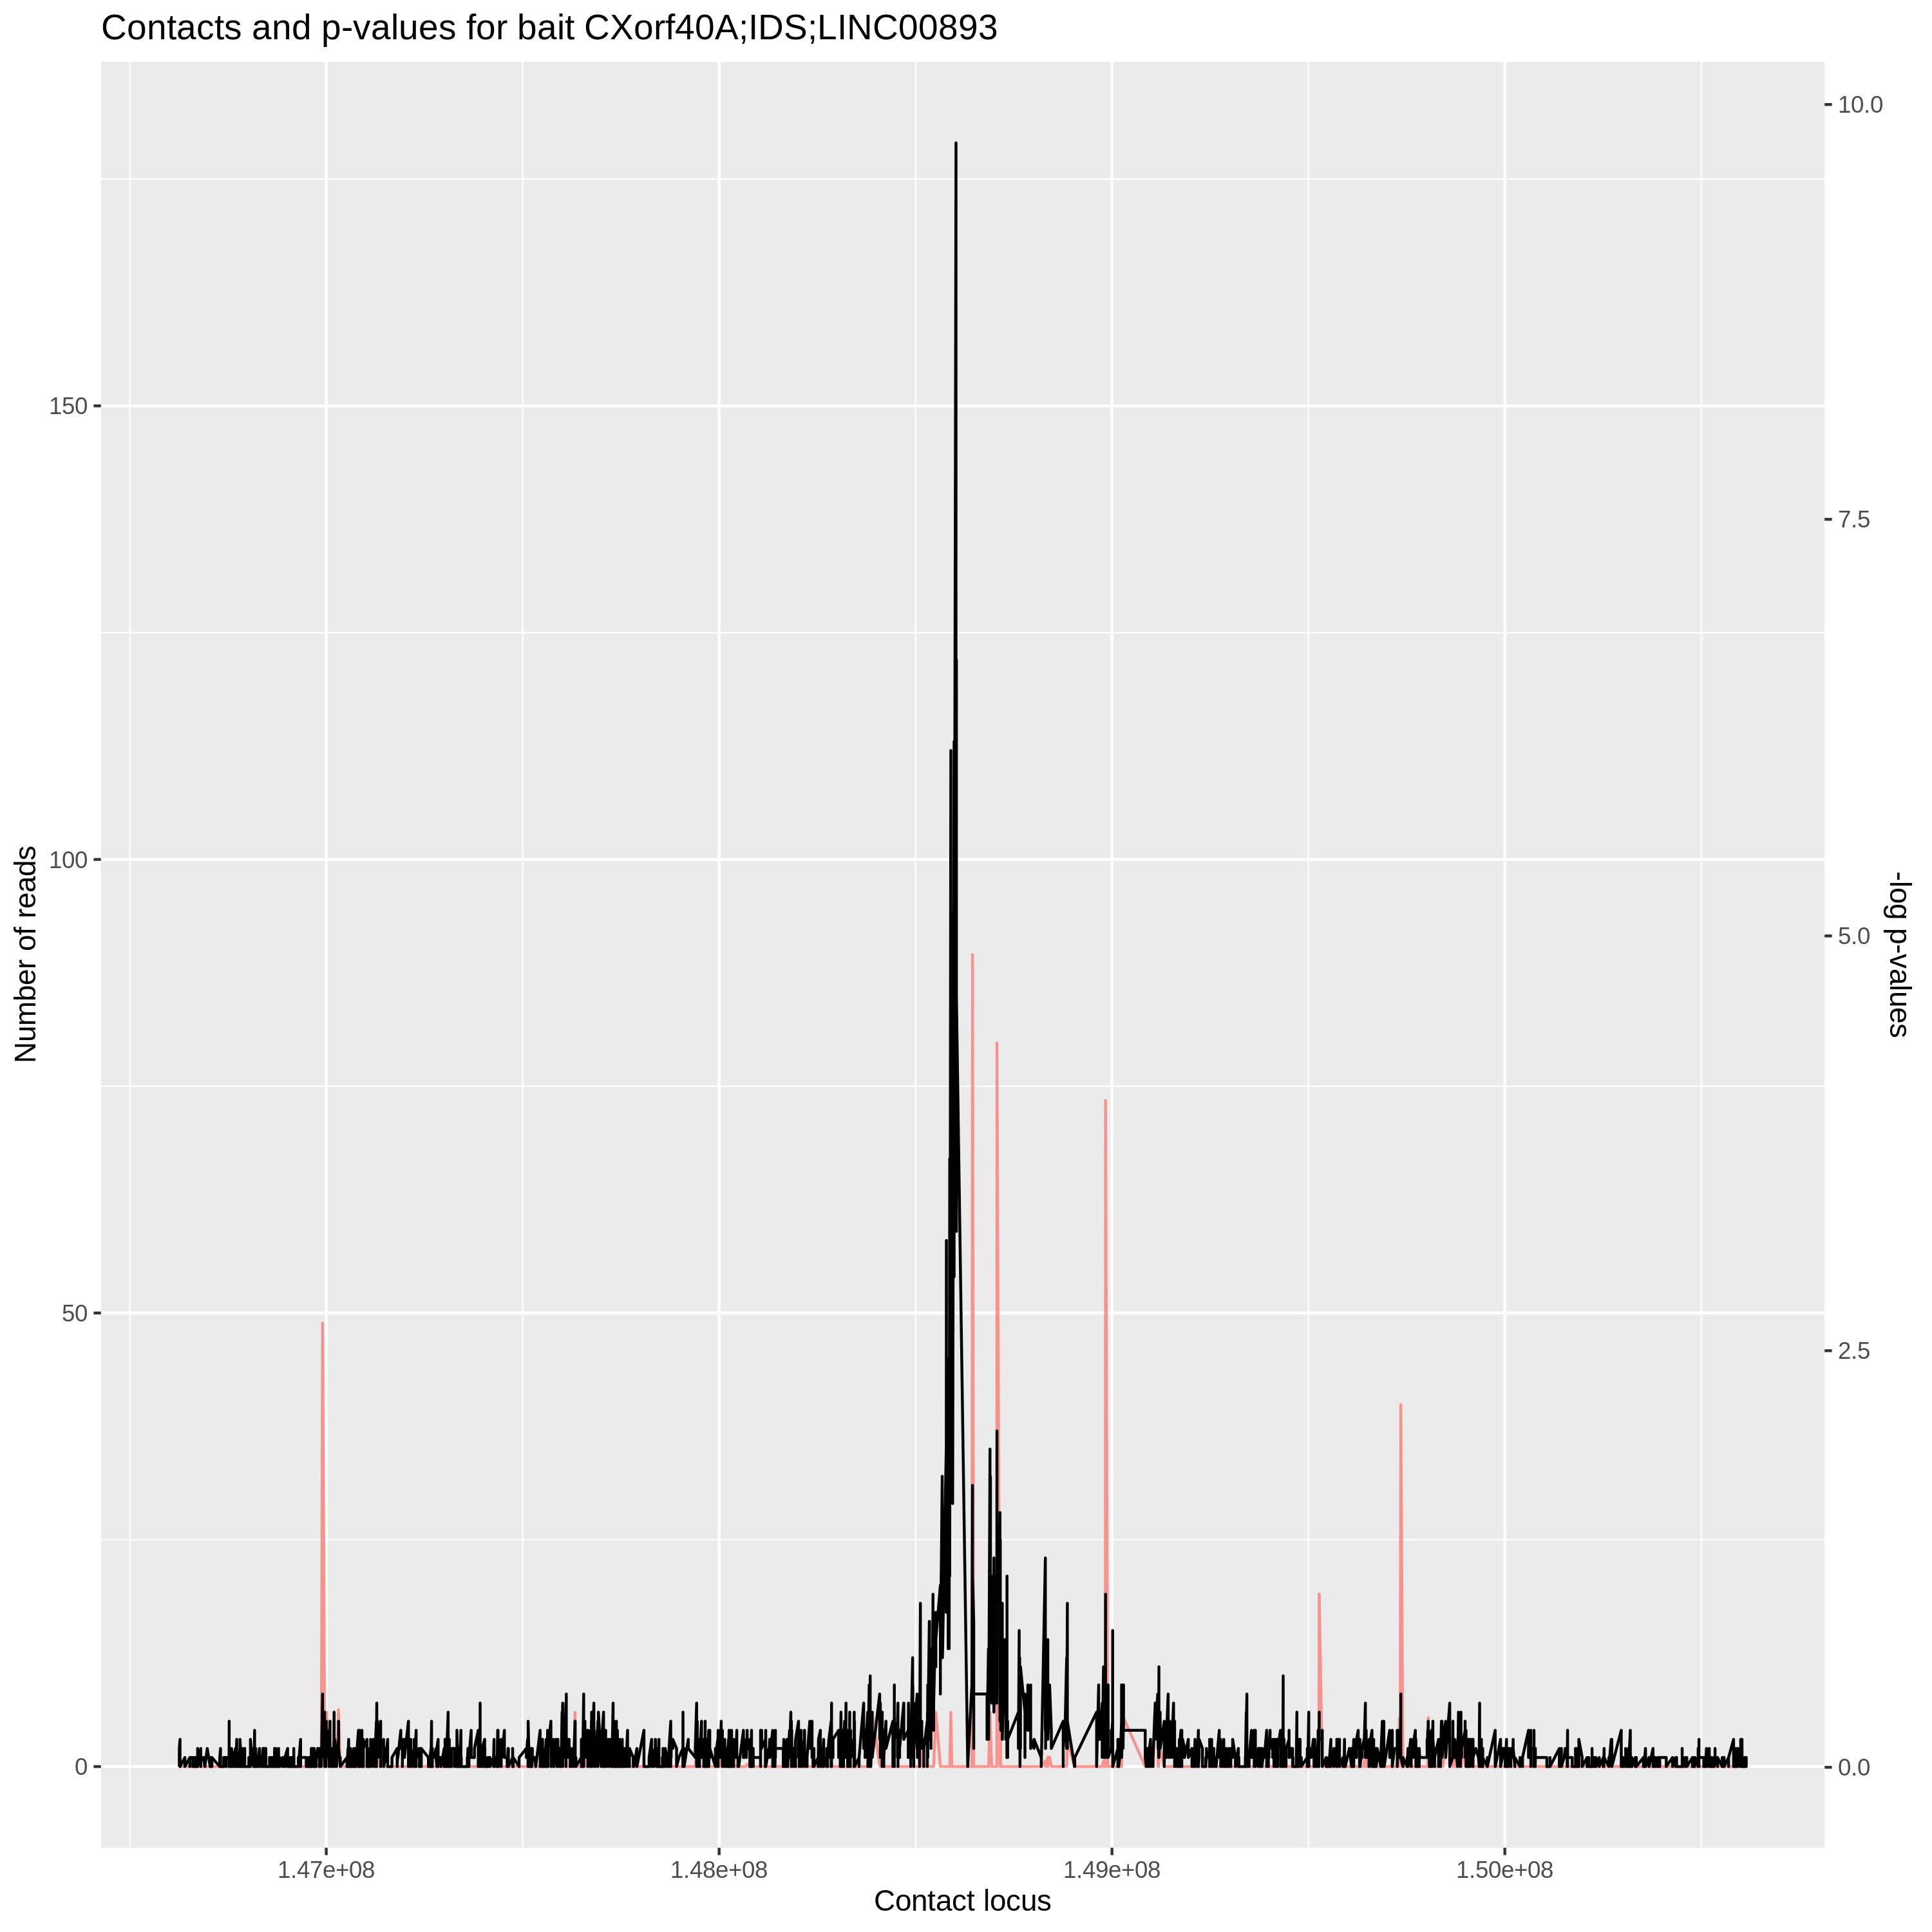 Contacts and p-values for bait CXorf40A;IDS;LINC00893
10.0
150
7.5
Number of reads
100
5.0
-log p-values
50
2.5
0
0.0
1.47e+08
1.48e+08
1.49e+08
1.50e+08
Contact locus